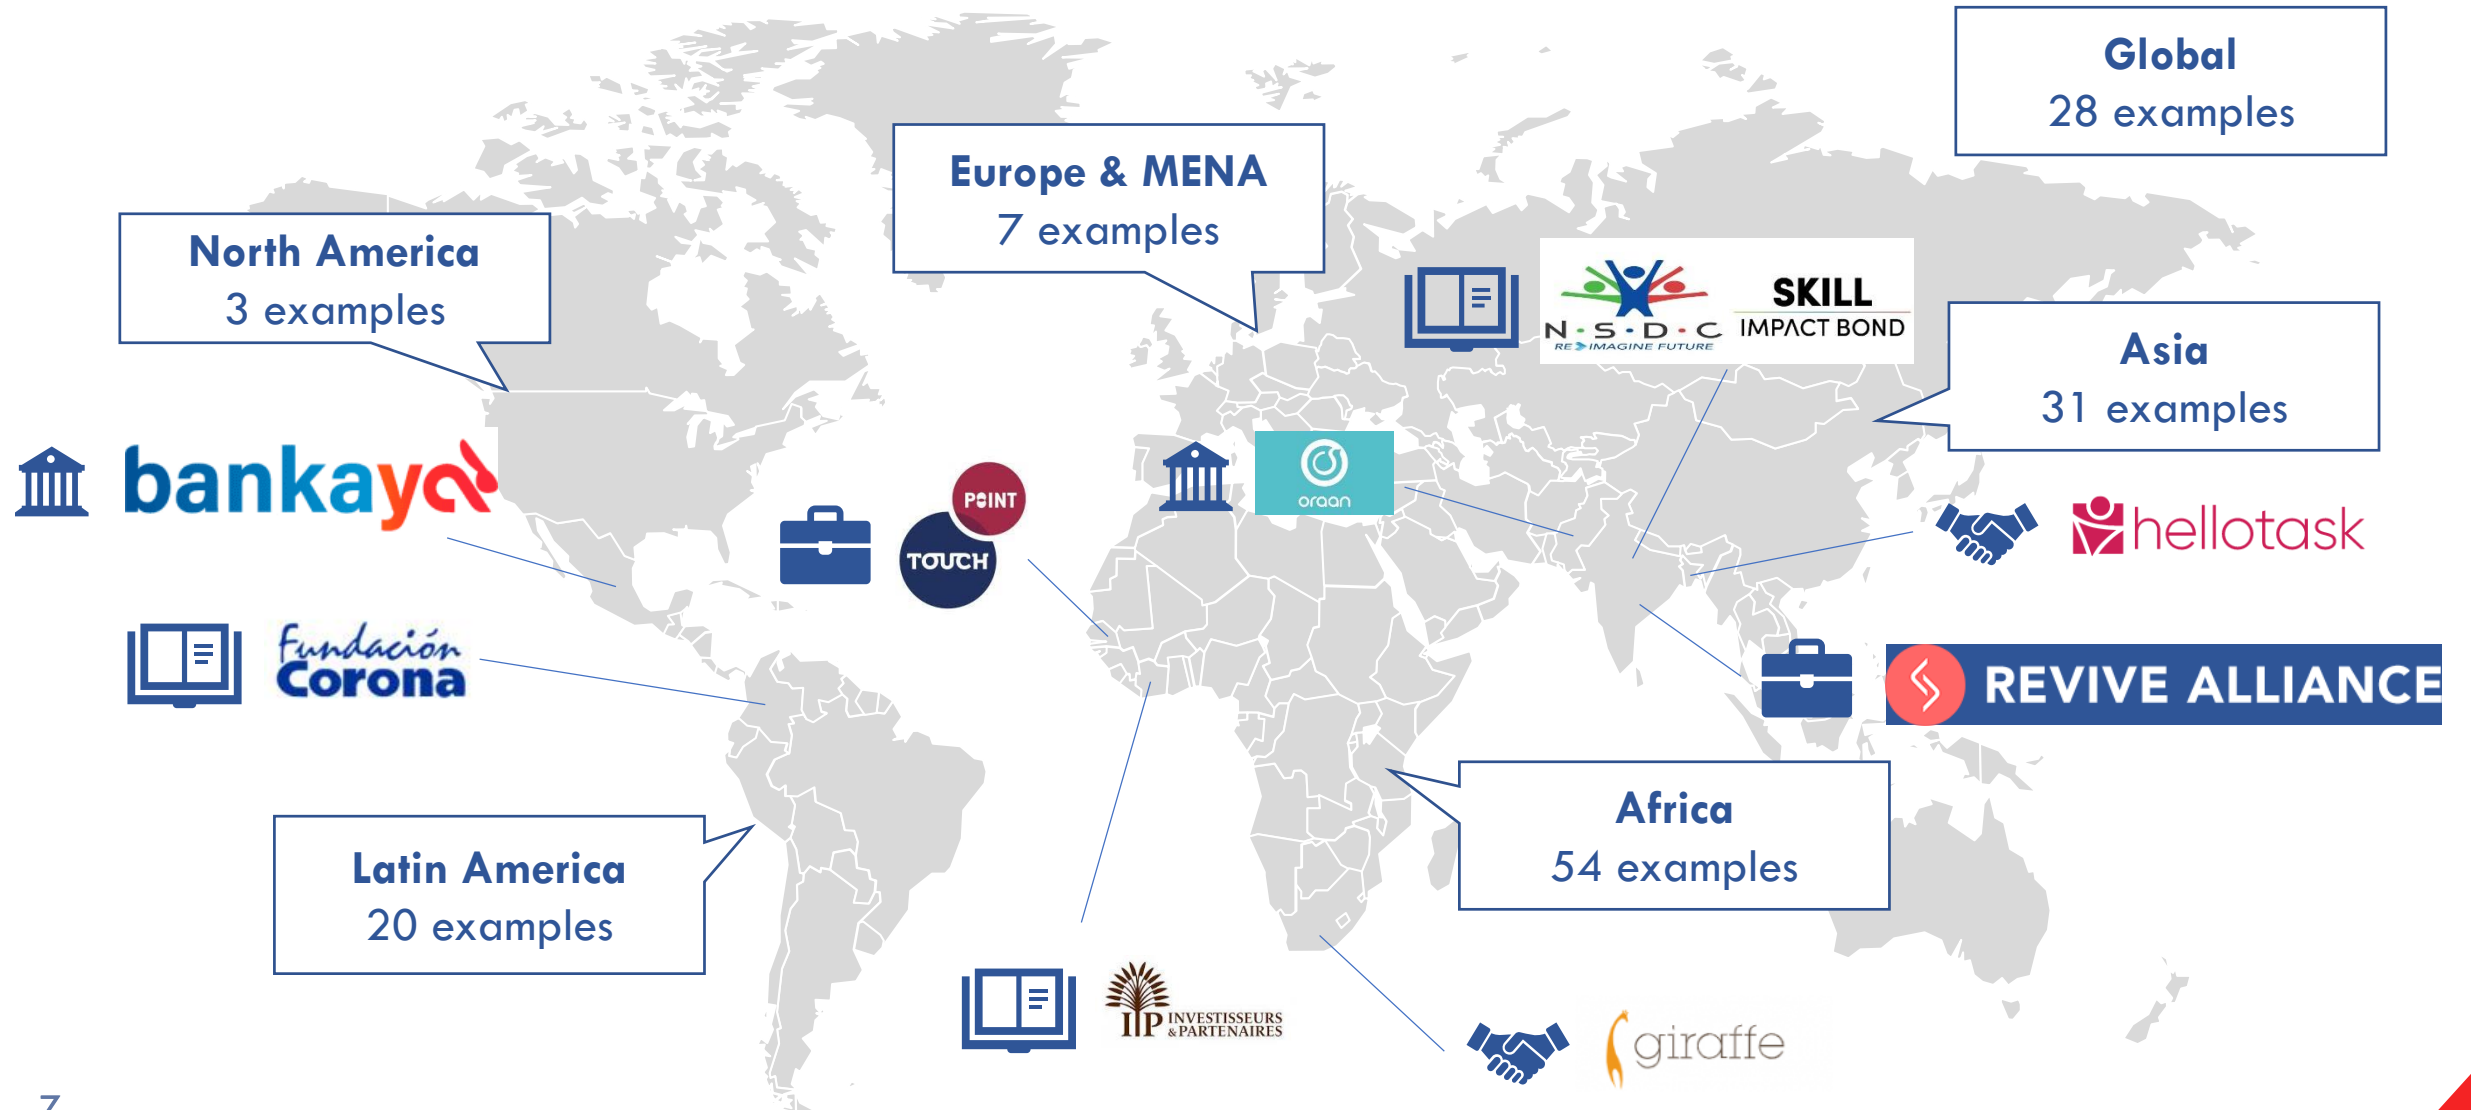 Global
28 examples
Europe & MENA
7 examples
North America
3 examples
N·S·D·C
RE IMAGINE FUTURE
SKILL
IMPACT BOND
Asia
31 examples
bankaya
oraan
POINT
TOUCH
hellotask
Fundación
Corona
REVIVE ALLIANCE
Africa
54 examples
Latin America
20 examples
I&P INVESTISSEURS
&PARTENAIRES
giraffe
7